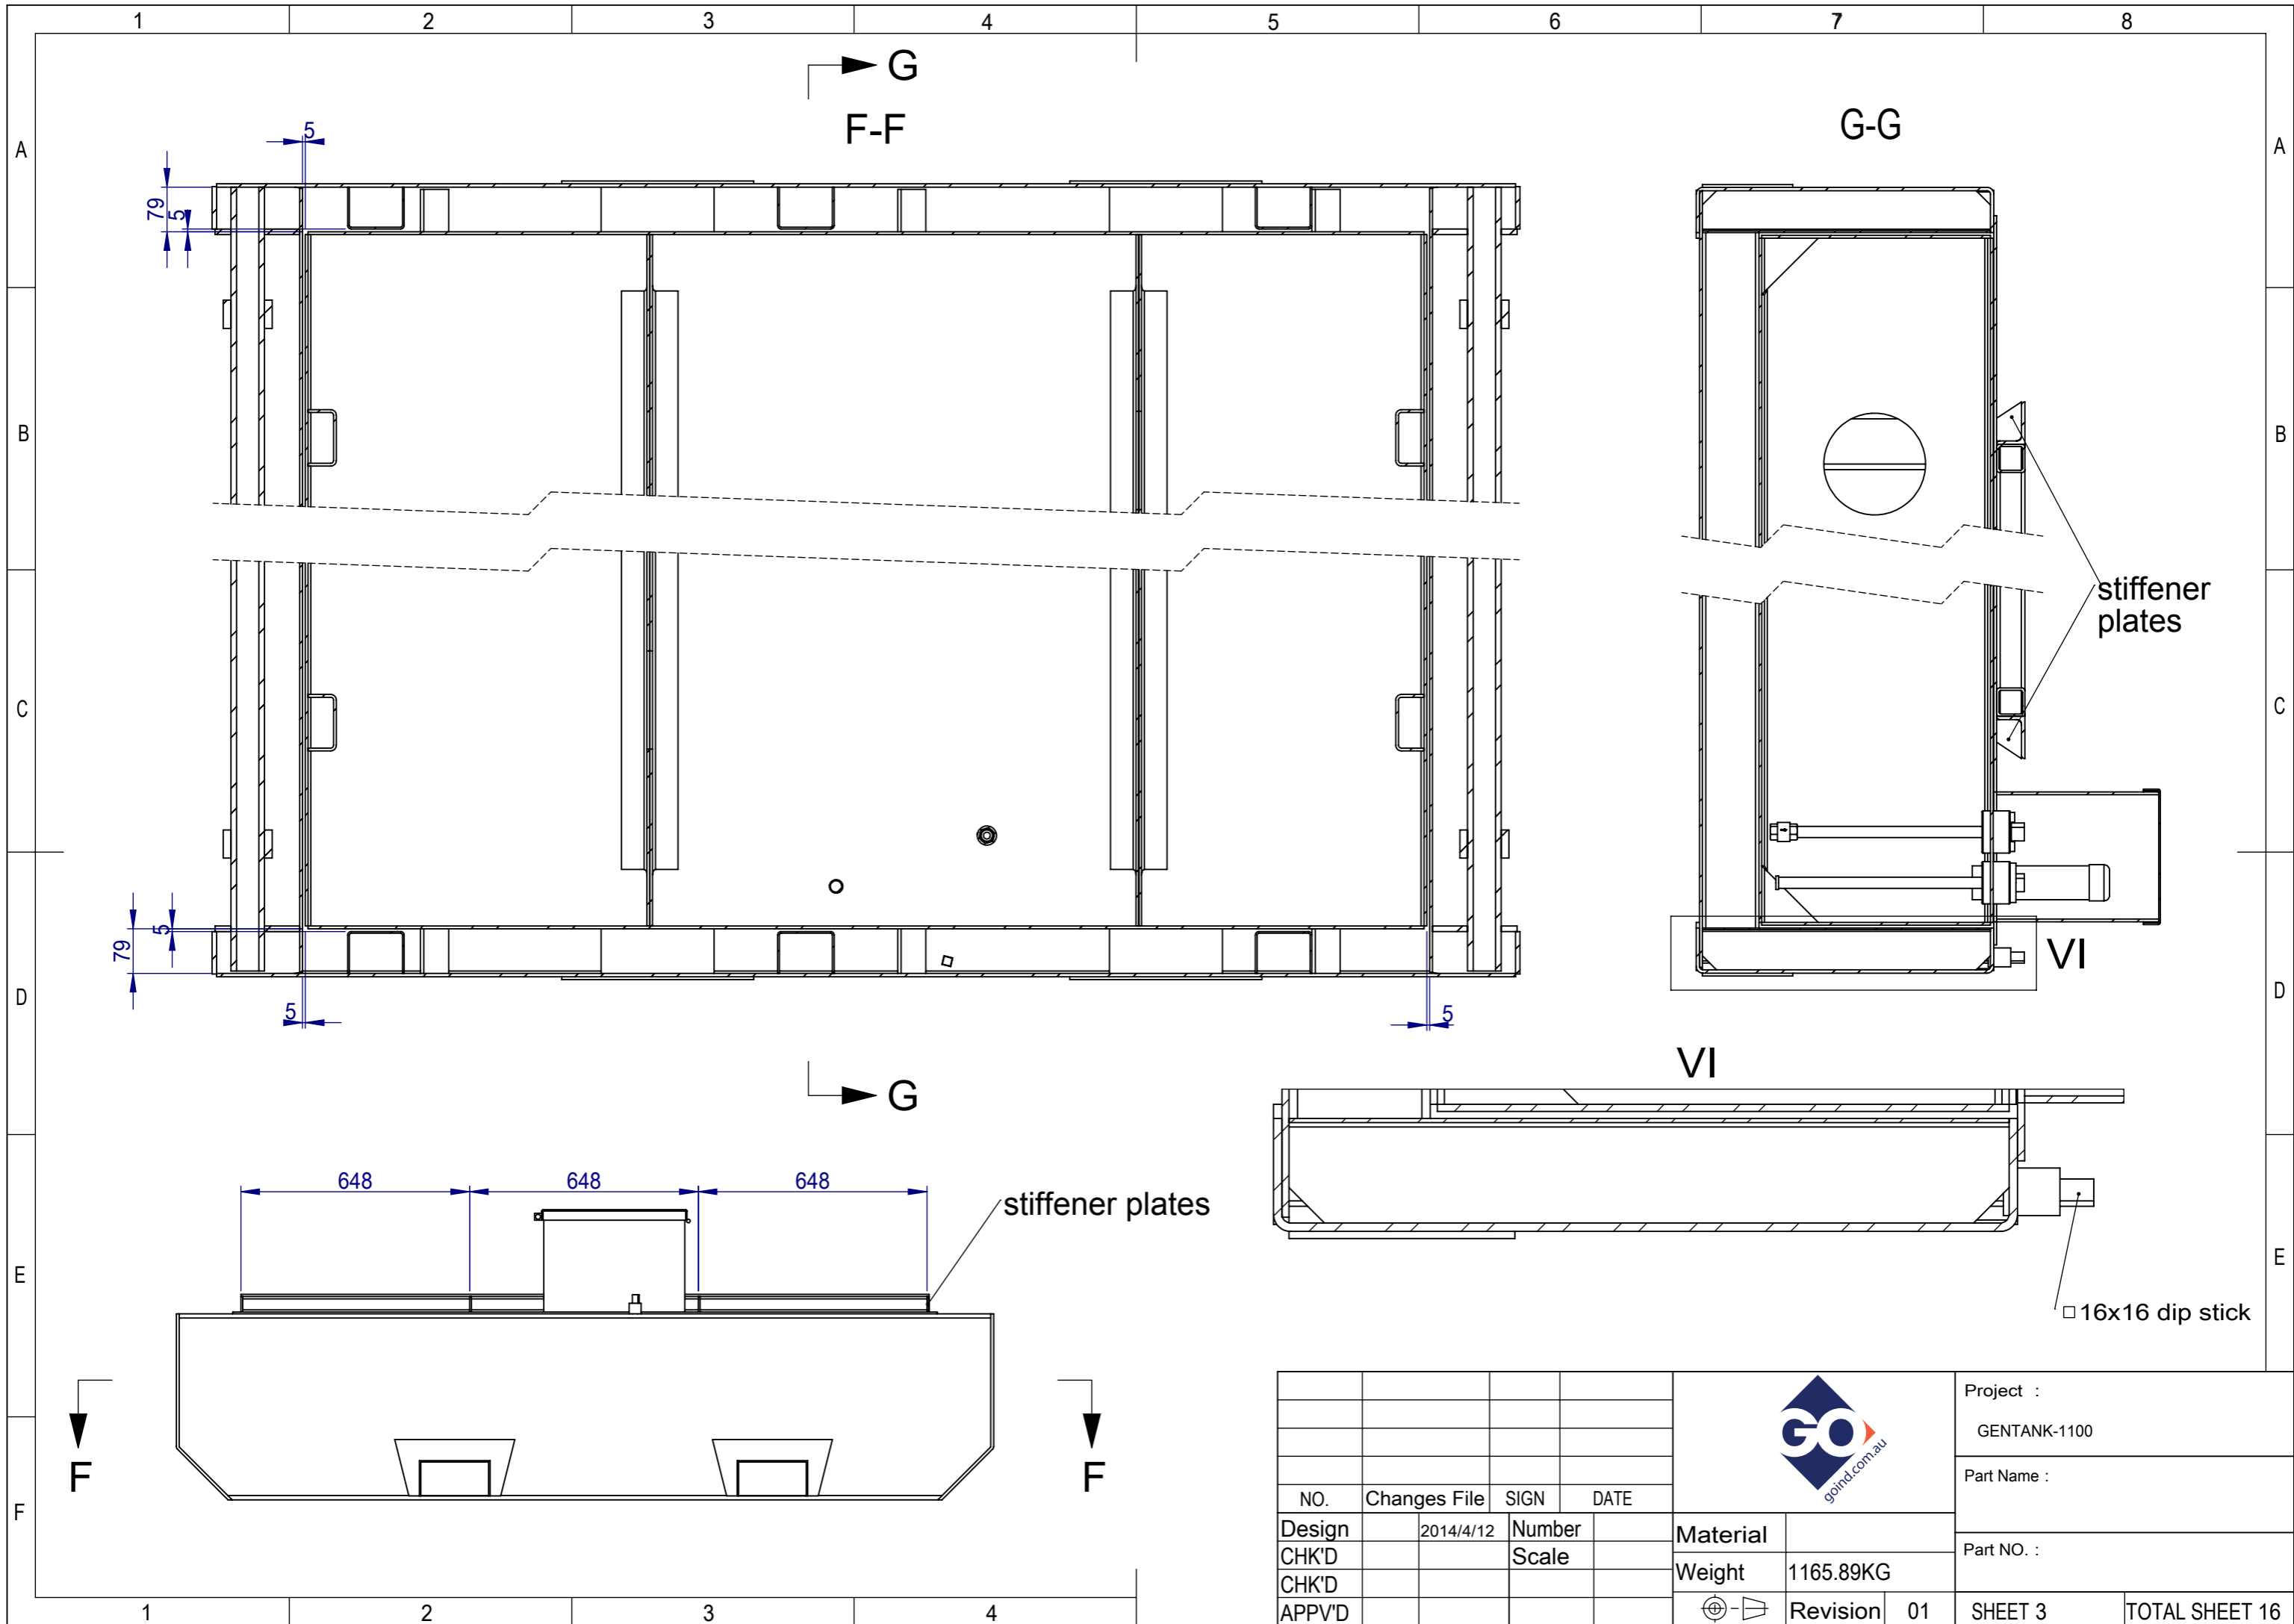 1 2 3 4 5 6 7 8
G
F-F
G-G
A
A
5
79
5
B
B
stiffener
plates
C
C
5
79
VI
D
D
5
5
G
VI
648 648 648
stiffener plates
E
E
□16x16 dip stick
F
F
F
GO
goind.com.au
Project :
GENTANK-1100
Part Name :
Part NO. :
NO. Changes File SIGN DATE
Design 2014/4/12 Number
Material
CHK'D Scale
Weight 1165.89KG
CHK'D
APPV'D
Revision 01
SHEET 3
TOTAL SHEET 16
1 2 3 4